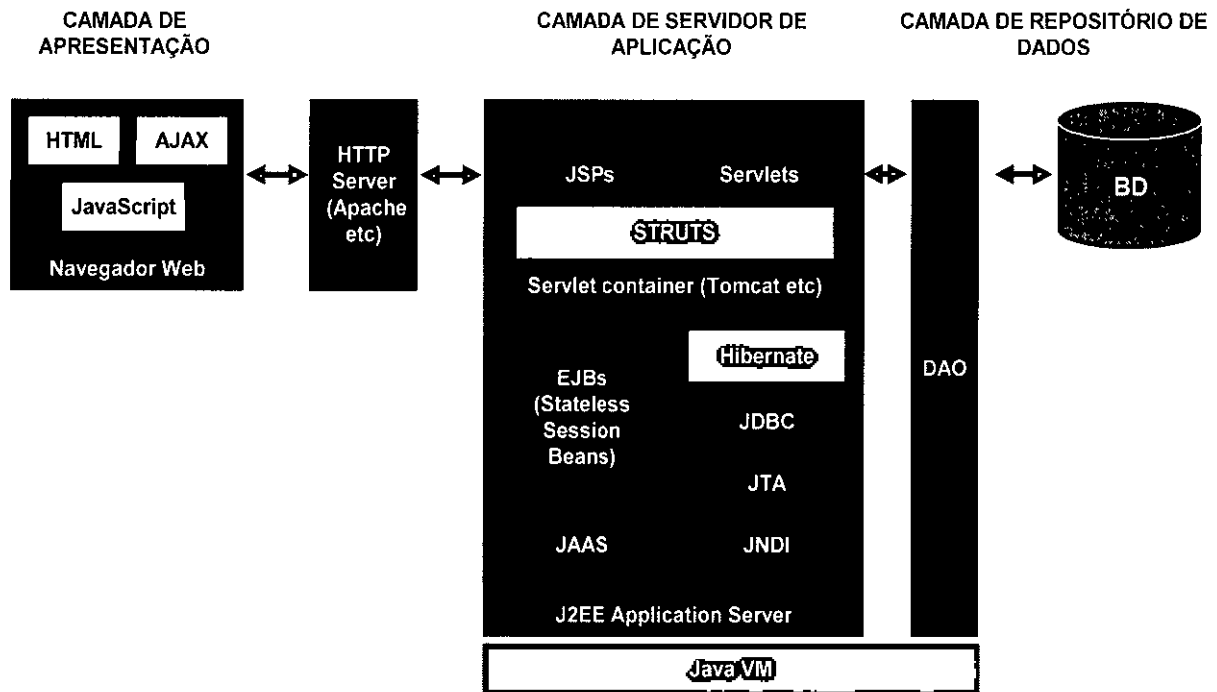 CAMADA DE
APRESENTAÇÃO
CAMADA DE SERVIDOR DE
APLICAÇÃO
CAMADA DE REPOSITÓRIO DE
DADOS
HTML
AJAX
JavaScript
Navegador Web
HTTP
Server
(Apache
etc)
JSPs
Servlets
STRUTS
Servlet container (Tomcat etc)
EJBs
(Stateless
Session
Beans)
Hibernate
JDBC
JTA
JAAS
JNDI
J2EE Application Server
DAO
BD
Java VM